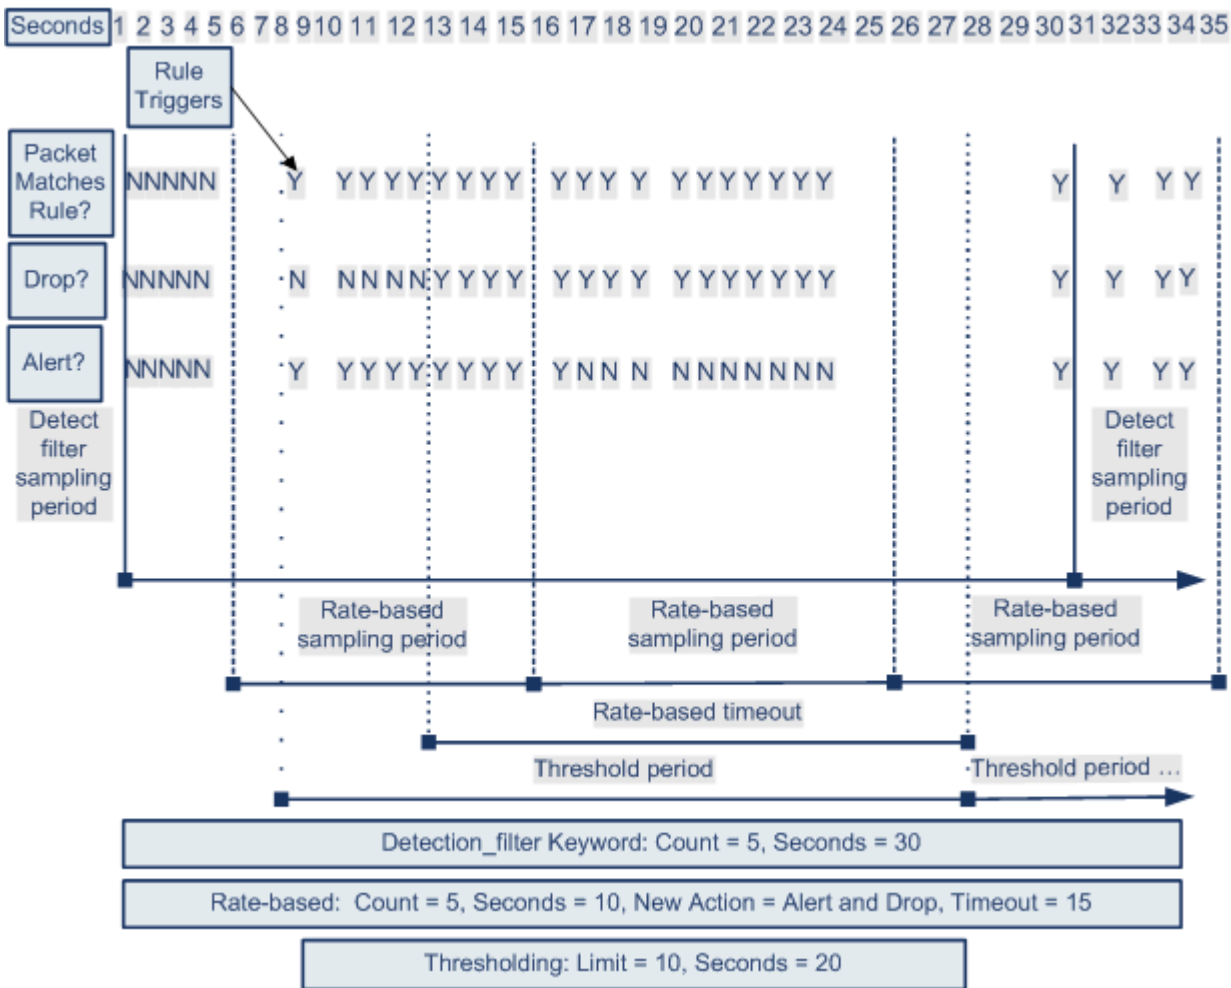 Seconds 1 2 3 4 5 6 7 8 9 10 11 12 13 14 15 16 17 18 19 20 21 22 23 24 25 26 27 28 29 30 31 32 33 34 35
Rule
Triggers
Packet
Matches
Rule?
NNNNN Y YYYYYYYY YYY Y YYYYYYY Y Y Y Y
Drop?
NNNNN N NNNNYYYY YYYY YYYYYYY Y Y YY
Alert?
NNNNN Y YYYYYYYY YNN N NNNNNNN Y Y YY
Detect
filter
sampling
period
Detect
filter
sampling
period
Rate-based
sampling period
Rate-based
sampling period
Rate-based
sampling period
Rate-based timeout
Threshold period
Threshold period ...
Detection_filter Keyword: Count = 5, Seconds = 30
Rate-based: Count = 5, Seconds = 10, New Action = Alert and Drop, Timeout = 15
Thresholding: Limit = 10, Seconds = 20